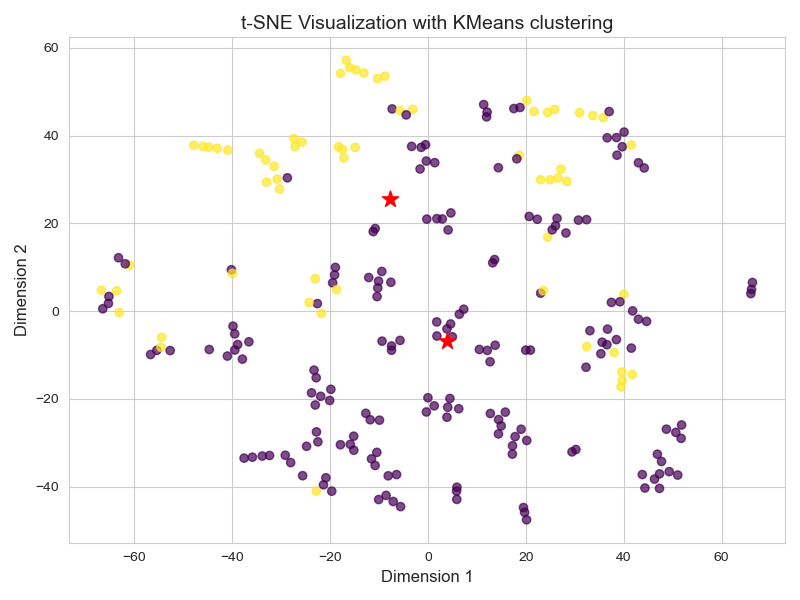 t-SNE Visualization with KMeans clustering
60
40
20
0
−20
−40
Dimension 2
−60 −40 −20 0 20 40 60
Dimension 1